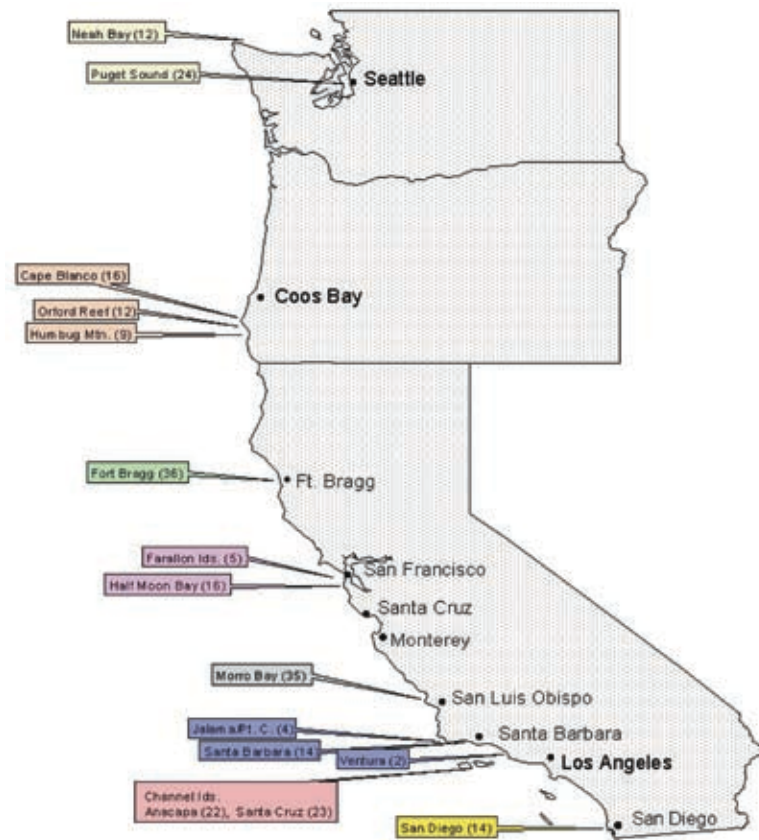 Neah Bay (12)
Puget Sound (24)
Seattle
Cape Blanco (16)
Coos Bay
Orford Reef (12)
Humbug Mtn. (9)
Fort Bragg (36)
Ft. Bragg
Farallon Ids. (5)
San Francisco
Half Moon Bay (16)
Santa Cruz
Monterey
Morro Bay (35)
San Luis Obispo
Jalama/Pt. C. (4)
Santa Barbara
Santa Barbara (14
Ventura (2)
Los Angeles
Channel Ids.
Anacapa (22), Santa Cruz (23)
San Diego (14)
San Diego